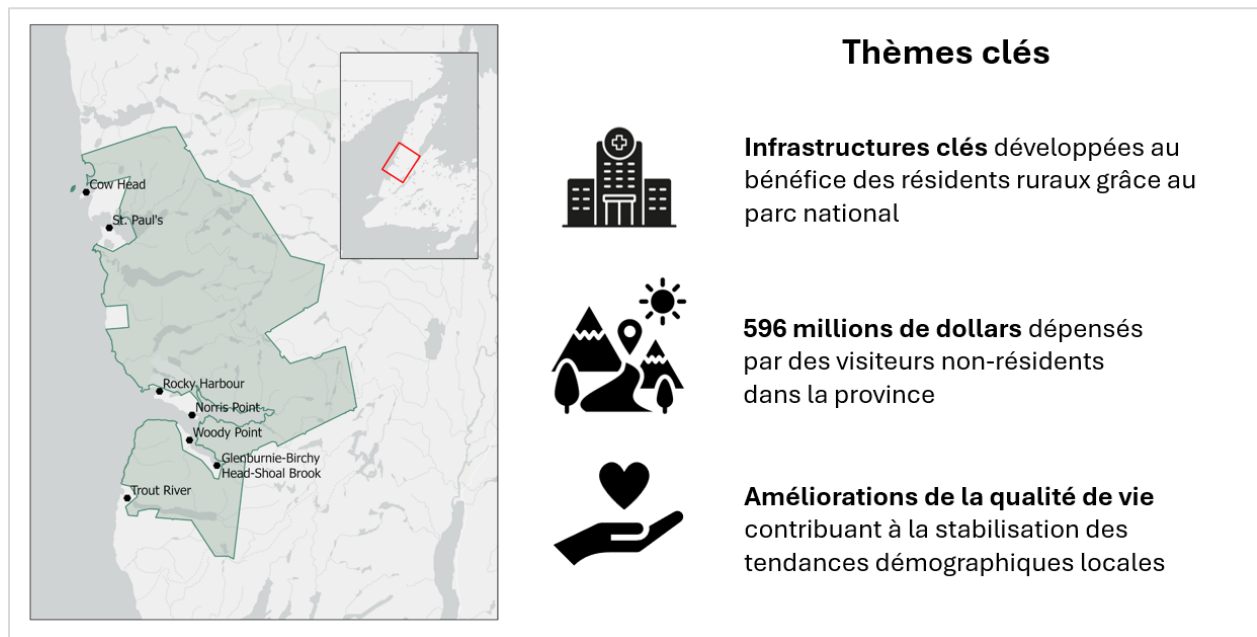 Cow Head
St. Paul's
Rocky Harbour
Norris Point
Woody Point
Glenburnie-Birchy
Head-Shoal Brook
Trout River
Thèmes clés
Infrastructures clés développées au
bénéfice des résidents ruraux grâce au
parc national
596 millions de dollars dépensés
par des visiteurs non-résidents
dans la province
Améliorations de la qualité de vie
contribuant à la stabilisation des
tendances démographiques locales